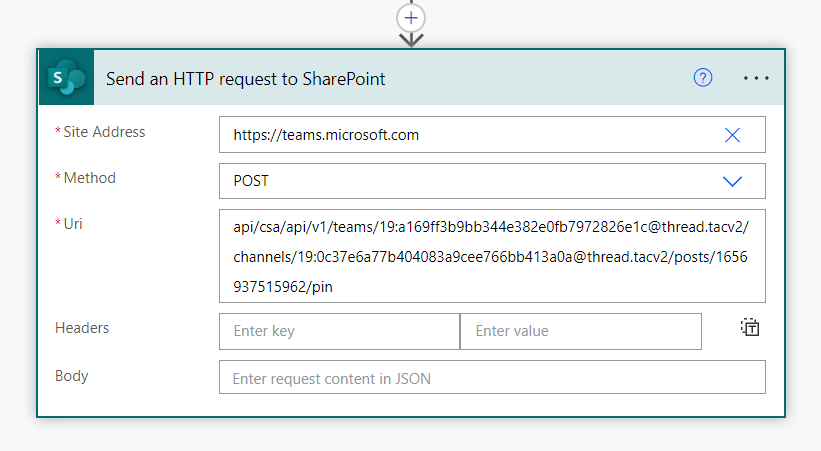 Send an HTTP request to SharePoint
* Site Address
https://teams.microsoft.com
* Method
POST
* Uri
api/csa/api/v1/teams/19:a169ff3b9bb344e382e0fb7972826e1c@thread.tacv2/
channels/19:0c37e6a77b404083a9cee766bb413a0a@thread.tacv2/posts/1656
937515962/pin
Headers
Enter key
Enter value
Body
Enter request content in JSON